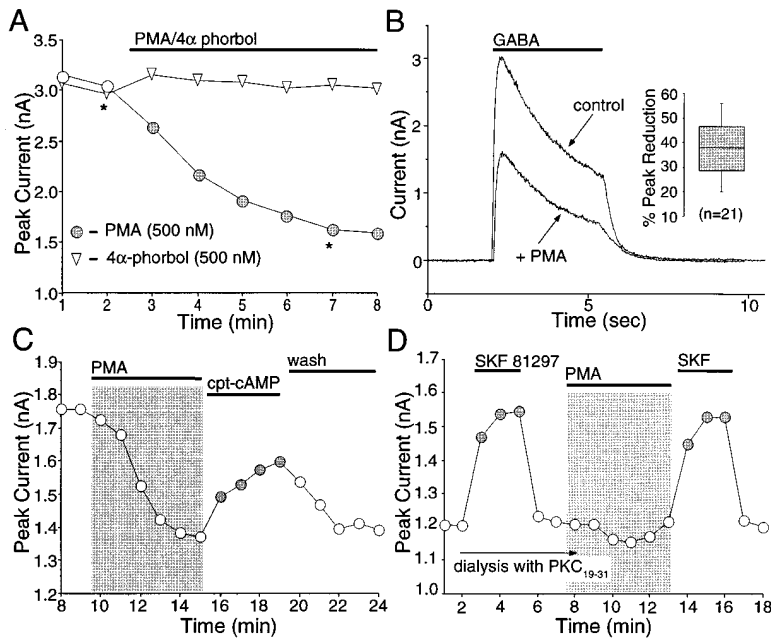 A
PMA/4α phorbol
3.5
3.0
2.5
2.0
1.5
1.0
Peak Current (nA)
*
*
PMA (500 nM)
4α-phorbol (500 nM)
1 2 3 4 5 6 7 8
Time (min)
B
GABA
3
2
1
0
Current (nA)
control
+ PMA
0 5 10
Time (sec)
60
50
40
30
20
10
% Peak Reduction
(n=21)
C
PMA
cpt-cAMP
wash
1.9
1.8
1.7
1.6
1.5
1.4
1.3
1.2
Peak Current (nA)
8 10 12 14 16 18 20 22 24
Time (min)
D
SKF 81297
PMA
SKF
1.7
1.6
1.5
1.4
1.3
1.2
1.1
1.0
Peak Current (nA)
dialysis with PKC19-31
2 4 6 8 10 12 14 16 18
Time (min)